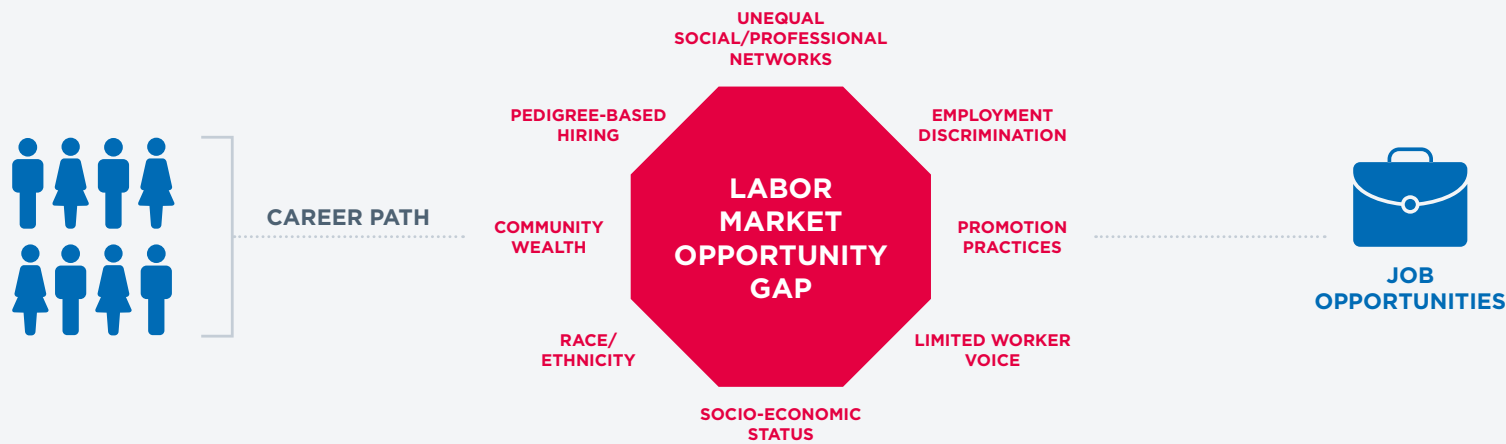 UNEQUAL
SOCIAL/PROFESSIONAL
NETWORKS
PEDIGREE-BASED
HIRING
EMPLOYMENT
DISCRIMINATION
CAREER PATH
COMMUNITY
WEALTH
LABOR
MARKET
OPPORTUNITY
GAP
PROMOTION
PRACTICES
JOB
OPPORTUNITIES
RACE/
ETHNICITY
LIMITED WORKER
VOICE
SOCIO-ECONOMIC
STATUS